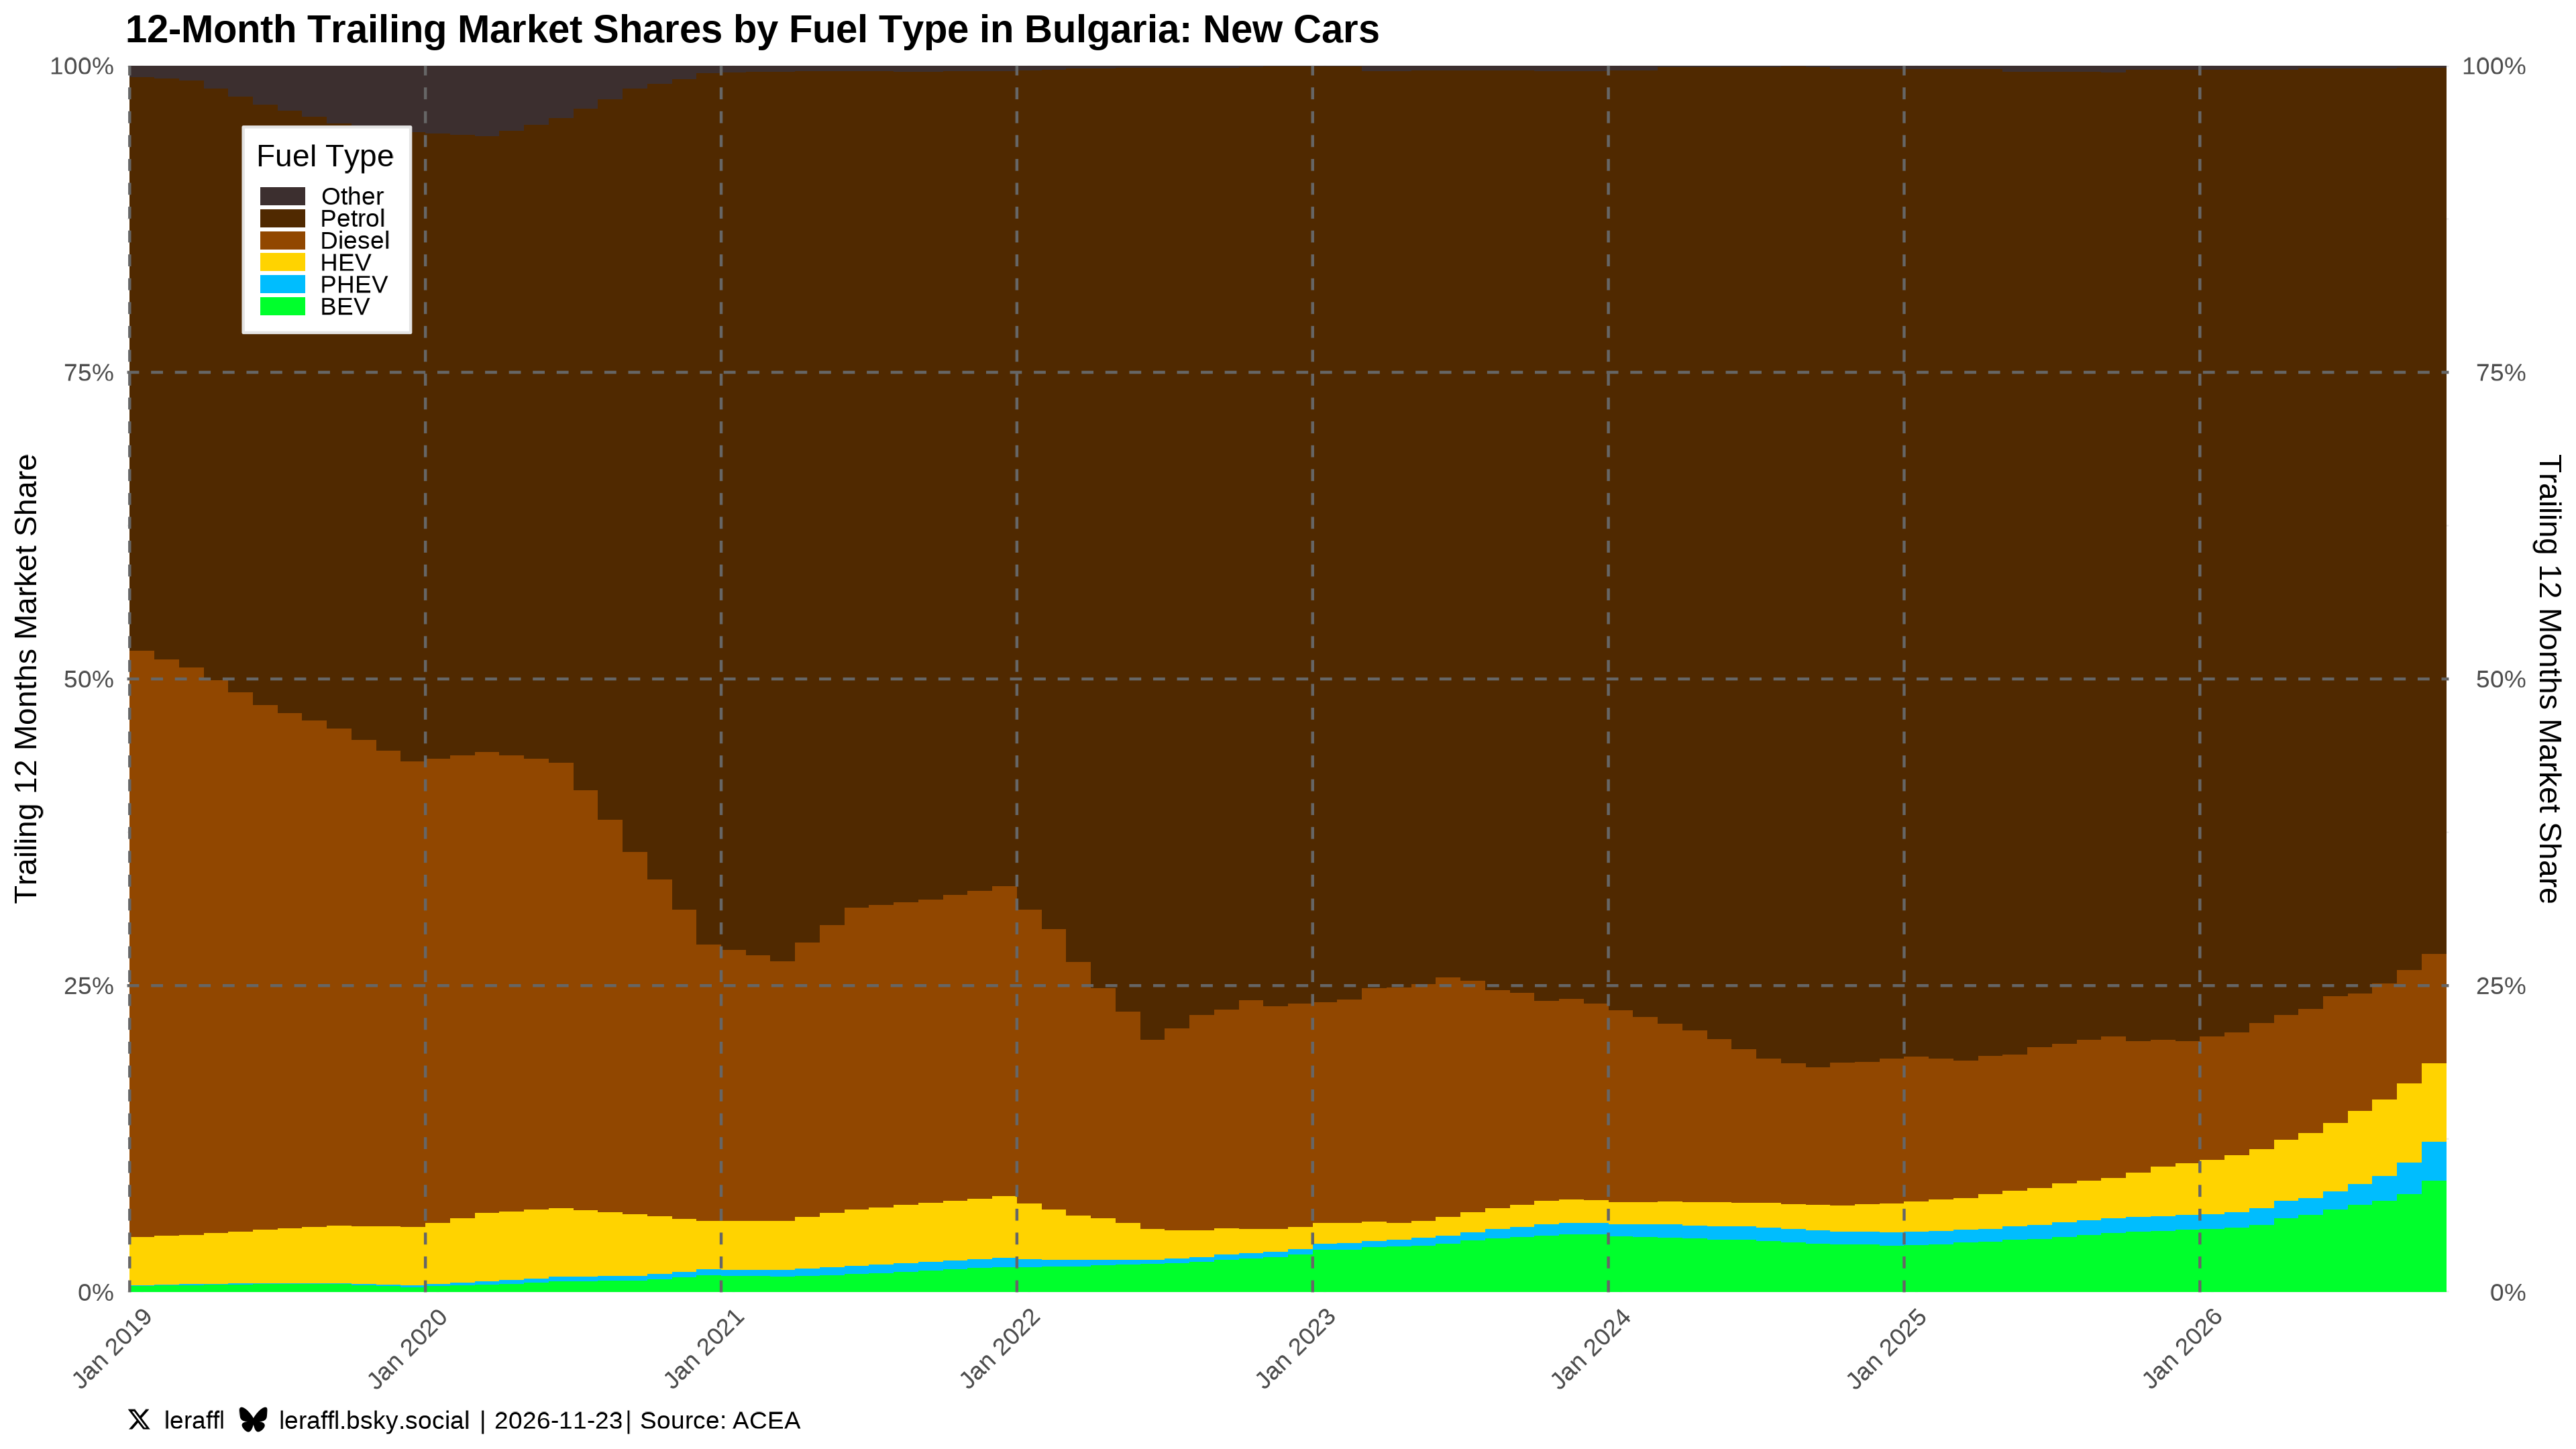 12-Month Trailing Market Shares by Fuel Type in Bulgaria: New Cars
100%
75%
50%
25%
0%
100%
75%
50%
25%
0%
Trailing 12 Months Market Share
Trailing 12 Months Market Share
Fuel Type
Other
Petrol
Diesel
HEV
PHEV
BEV
Jan 2019
Jan 2020
Jan 2021
Jan 2022
Jan 2023
Jan 2024
Jan 2025
Jan 2026
leraffl leraffl.bsky.social | 2026-11-23| Source: ACEA